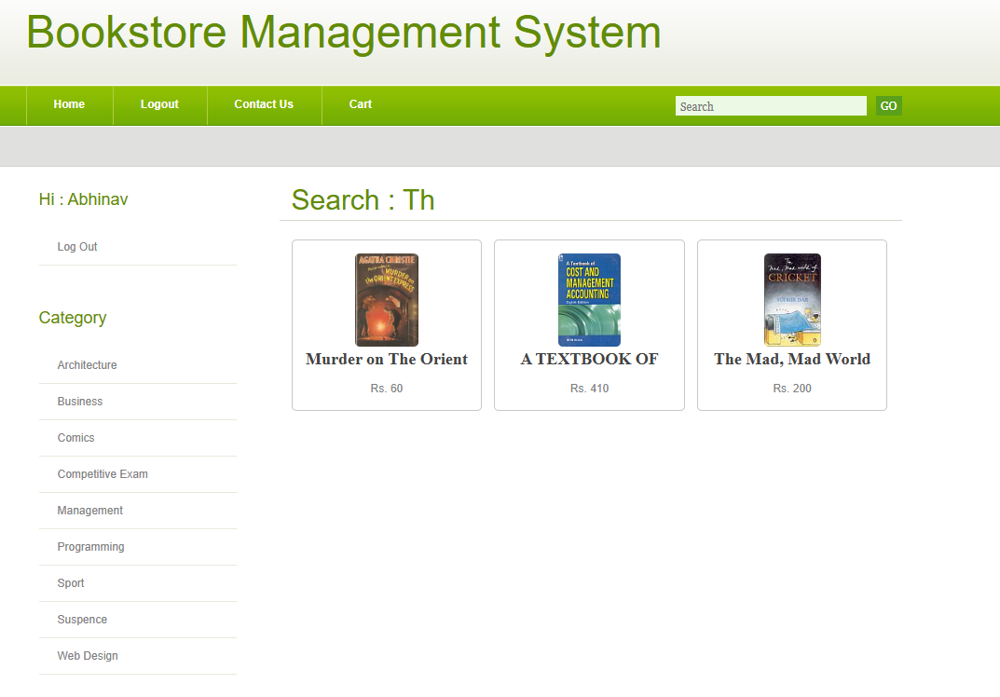 Bookstore Management System
Home Logout Contact Us Cart Search GO
Hi : Abhinav
Log Out
Category
Architecture
Business
Comics
Competitive Exam
Management
Programming
Sport
Suspence
Web Design
Search : Th
AGATHA CHRISTIE
MURDER on
the ORIENT EXPRESS
Murder on The Orient
Rs. 60
A Textbook of
COST AND
MANAGEMENT
ACCOUNTING
Eighth Edition
A TEXTBOOK OF
Rs. 410
The
Mad, Mad world of
CRICKET
SUDHIR DAR
The Mad, Mad World
Rs. 200